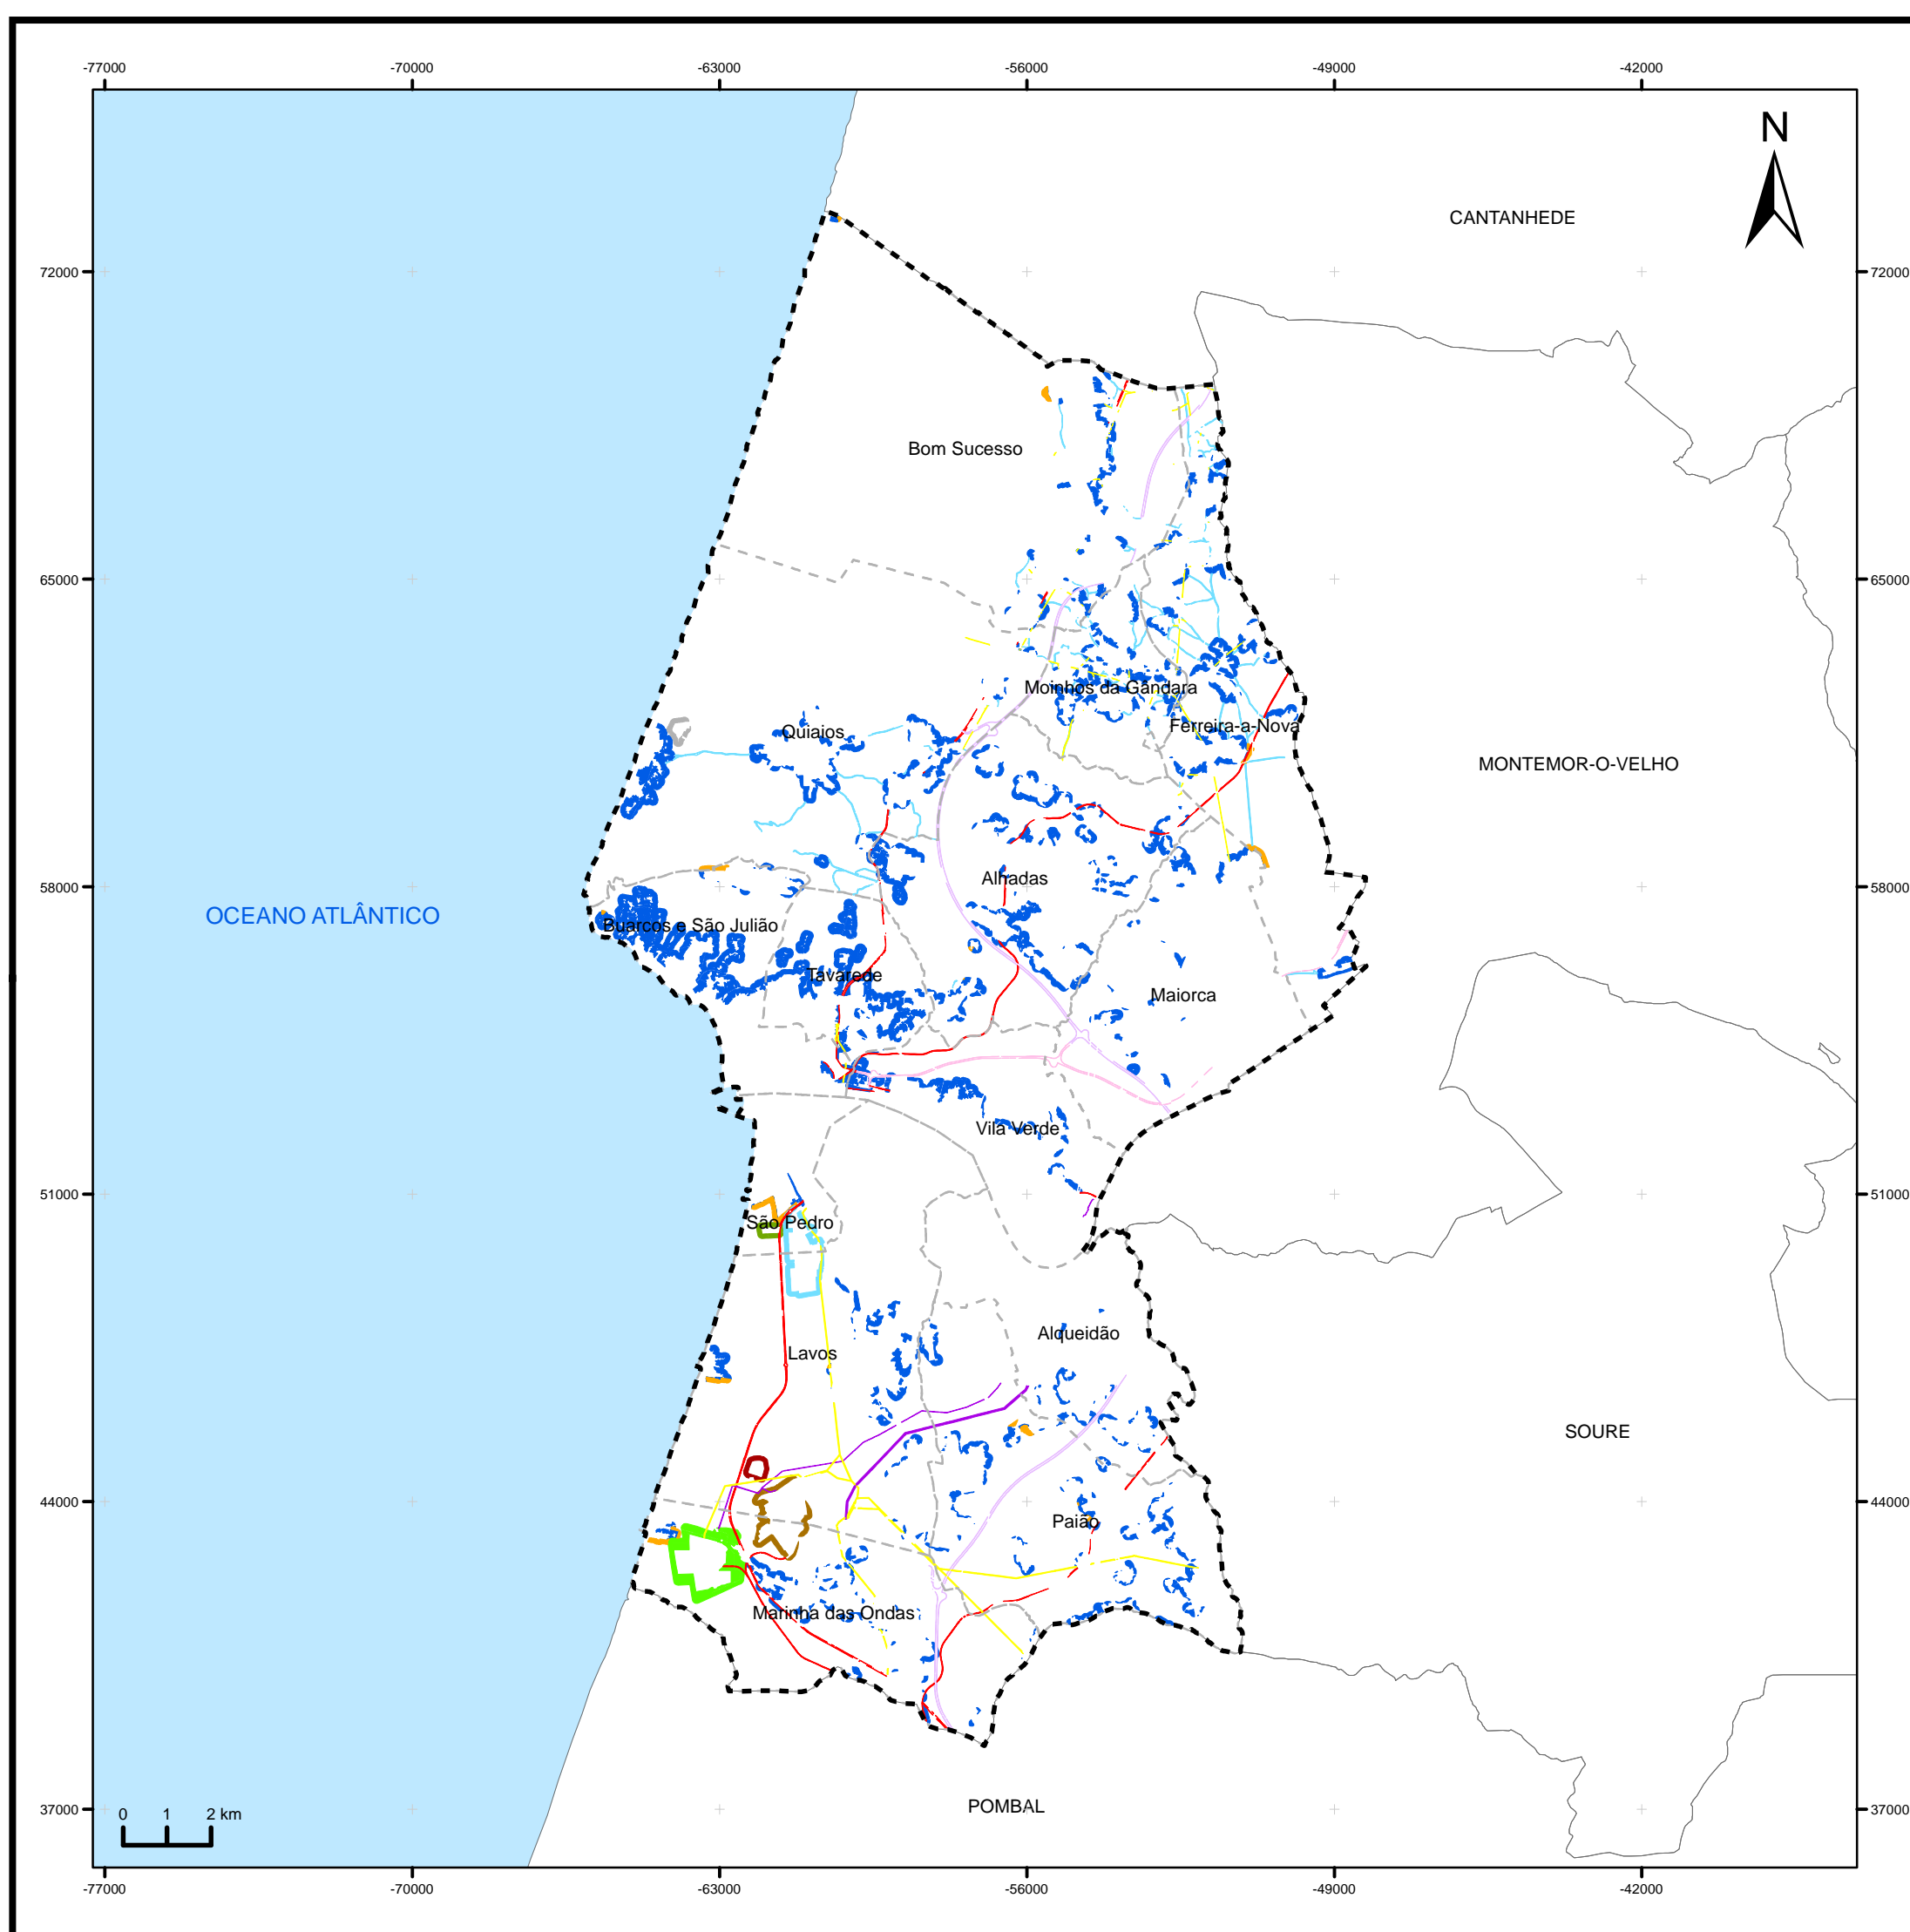 -77000 -70000 -63000 -56000 -49000 -42000
N
CANTANHEDE
72000 72000
Bom Sucesso
65000 65000
Moinhos da Gândara
Ferreira-a-Nova
Quiaios
MONTEMOR-O-VELHO
Alhadas
58000 58000
OCEANO ATLÂNTICO
Buarcos e São Julião
Tavarede
Maiorca
Vila Verde
51000 51000
São Pedro
Alqueidão
Lavos
SOURE
44000 44000
Paião
Marinha das Ondas
POMBAL
37000 37000
0 1 2 km
-77000 -70000 -63000 -56000 -49000 -42000